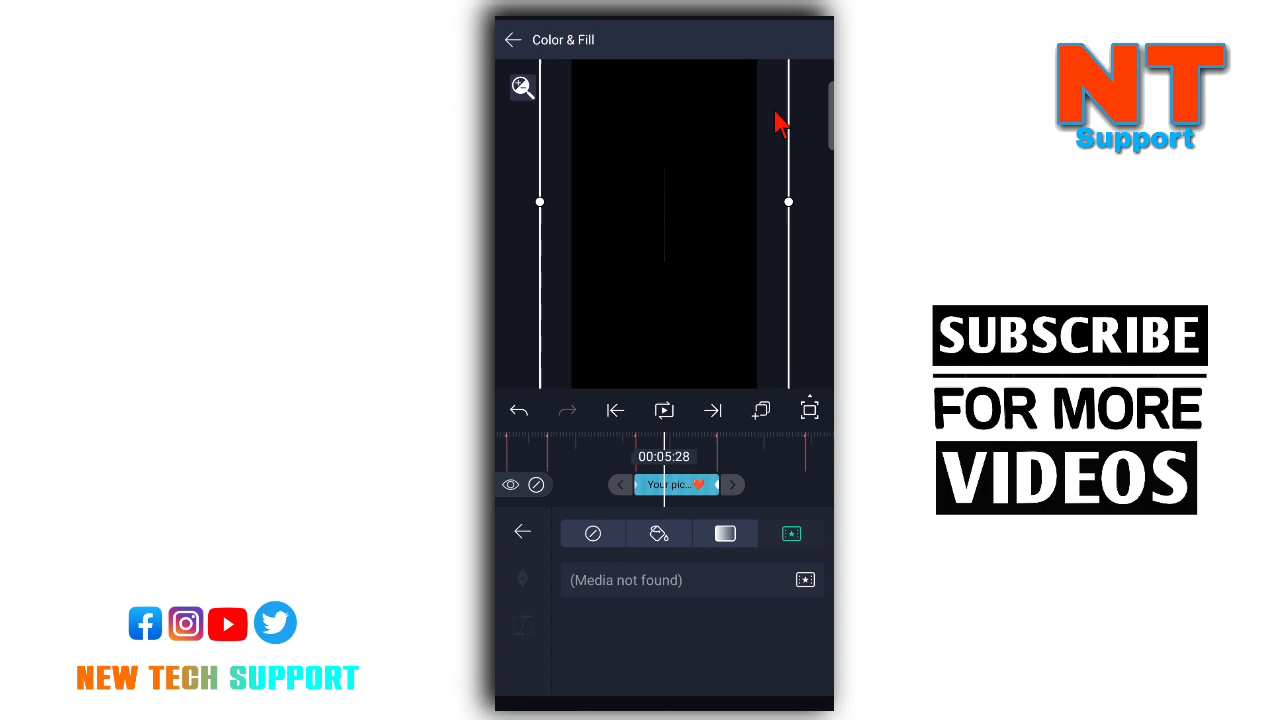 Color & Fill
NT
Support
SUBSCRIBE
FOR MORE
VIDEOS
00:05:28
Your pic...❤️
(Media not found)
NEW TECH SUPPORT